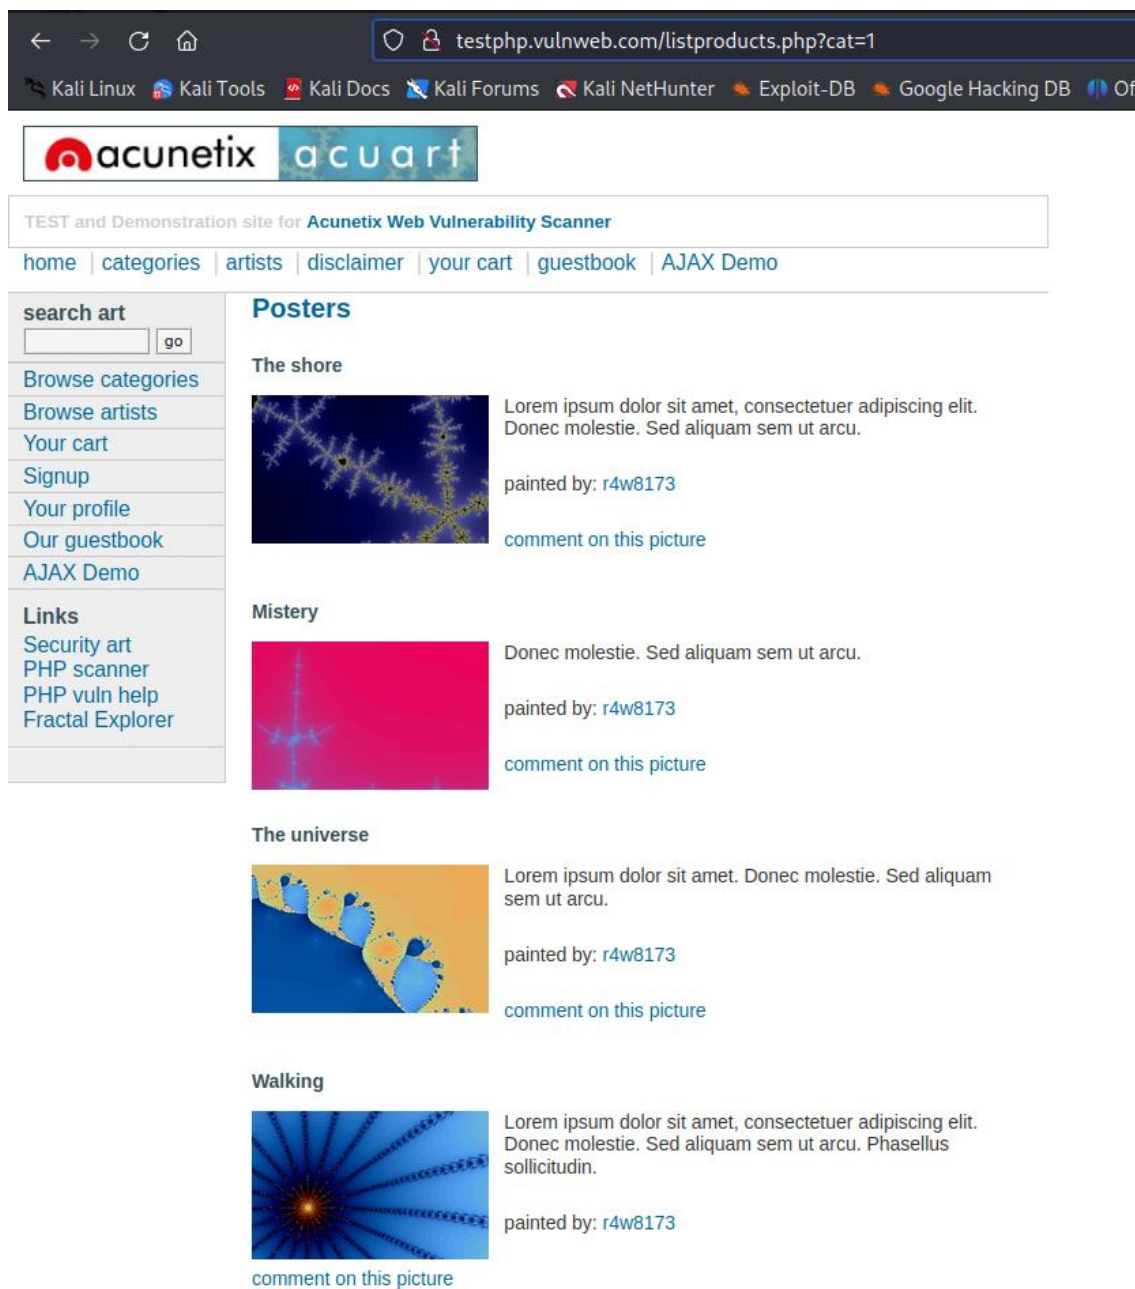 testphp.vulnweb.com/listproducts.php?cat=1
Kali Linux Kali Tools Kali Docs Kali Forums Kali NetHunter Exploit-DB Google Hacking DB Of
acunetix acuart
TEST and Demonstration site for Acunetix Web Vulnerability Scanner
home | categories | artists | disclaimer | your cart | guestbook | AJAX Demo
search art
go
Browse categories
Browse artists
Your cart
Signup
Your profile
Our guestbook
AJAX Demo
Links
Security art
PHP scanner
PHP vuln help
Fractal Explorer
Posters
The shore
Lorem ipsum dolor sit amet, consectetuer adipiscing elit.
Donec molestie. Sed aliquam sem ut arcu.
painted by: r4w8173
comment on this picture
Mistery
Donec molestie. Sed aliquam sem ut arcu.
painted by: r4w8173
comment on this picture
The universe
Lorem ipsum dolor sit amet. Donec molestie. Sed aliquam
sem ut arcu.
painted by: r4w8173
comment on this picture
Walking
Lorem ipsum dolor sit amet, consectetuer adipiscing elit.
Donec molestie. Sed aliquam sem ut arcu. Phasellus
sollicitudin.
painted by: r4w8173
comment on this picture